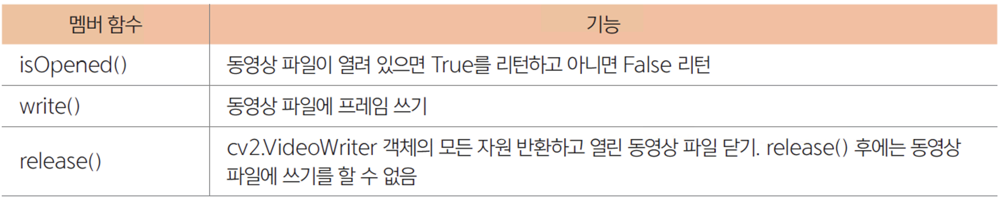 멤버 함수 기능
isOpened() 동영상 파일이 열려 있으면 True를 리턴하고 아니면 False 리턴
write() 동영상 파일에 프레임 쓰기
release() cv2.VideoWriter 객체의 모든 자원 반환하고 열린 동영상 파일 닫기. release() 후에는 동영상
파일에 쓰기를 할 수 없음